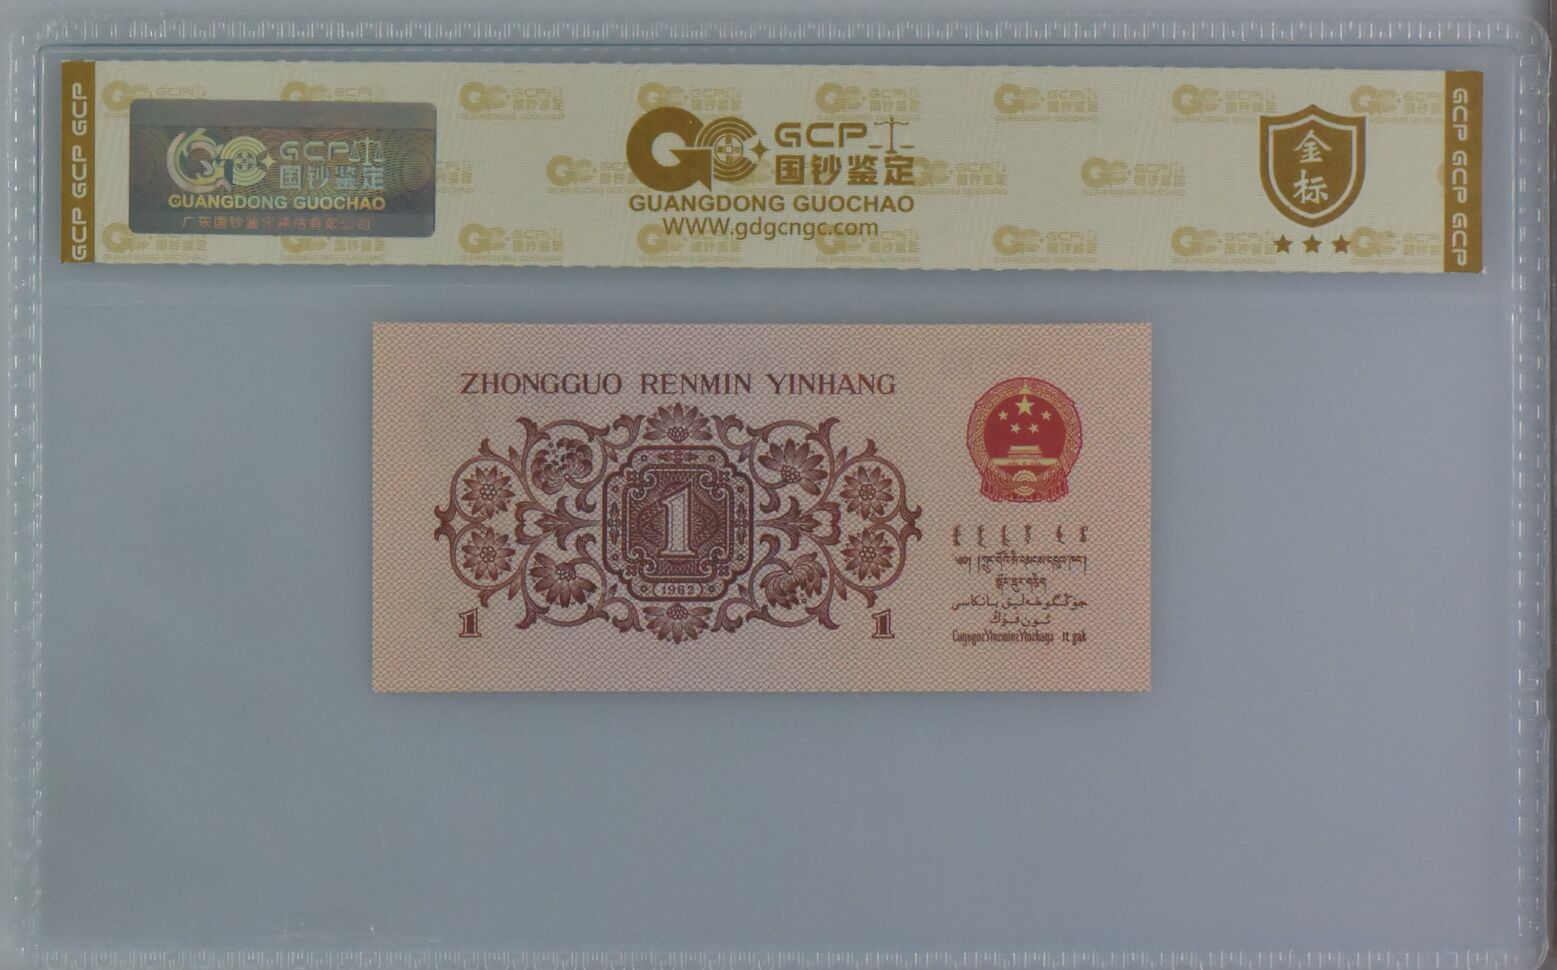 GCP GCP GCP
GCP
国钞鉴定
GUANGDONG GUOCHAO
广东国钞鉴定评估有限公司
GCP
国钞鉴定
GUANGDONG GUOCHAO
WWW.gdgcngc.com
金
标
GCP GCP GCP
ZHONGGUO RENMIN YINHANG
1
1962
1
1